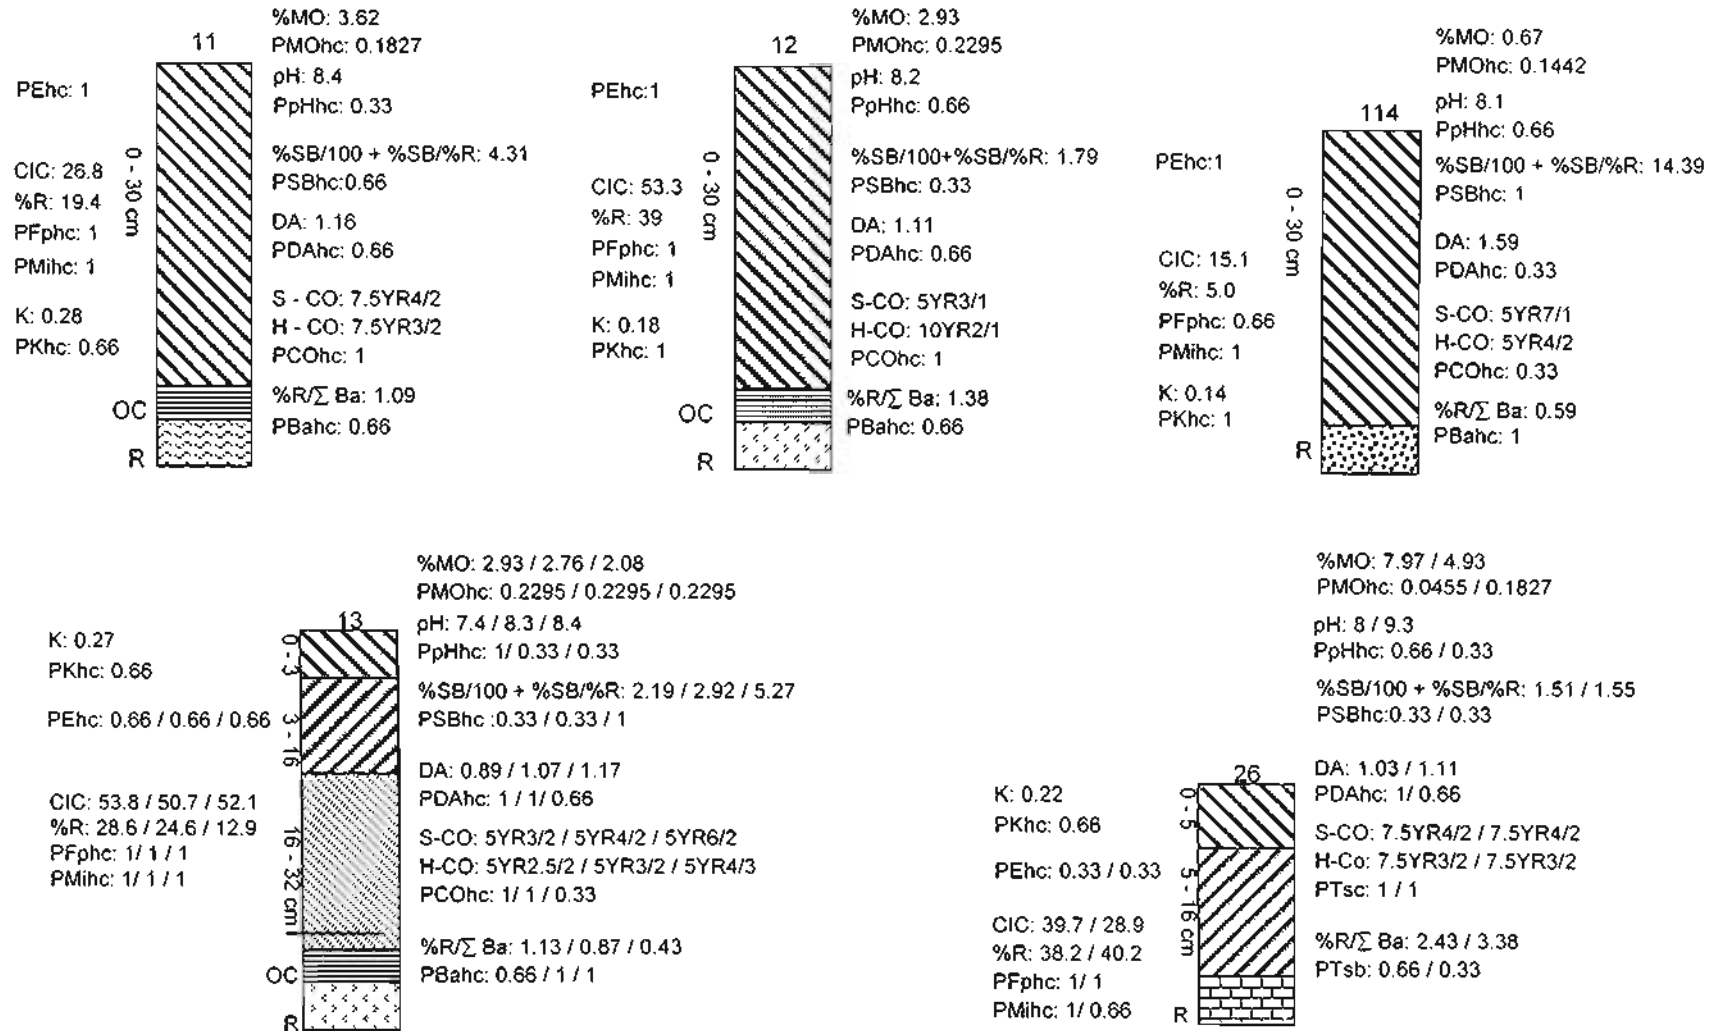 11
%MO: 3.62
PMOhc: 0.1827
pH: 8.4
PpHhc: 0.33
%SB/100 + %SB/%R: 4.31
PSBhc:0.66
DA: 1.16
PDAhc: 0.66
S - CO: 7.5YR4/2
H - CO: 7.5YR3/2
PCOhc: 1
%R/∑ Ba: 1.09
PBahc: 0.66
PEhc: 1
CIC: 26.8
%R: 19.4
PFphc: 1
PMihc: 1
K: 0.28
PKhc: 0.66
0 - 30 cm
OC
R
12
%MO: 2.93
PMOhc: 0.2295
pH: 8.2
PpHhc: 0.66
%SB/100+%SB/%R: 1.79
PSBhc: 0.33
DA: 1.11
PDAhc: 0.66
S-CO: 5YR3/1
H-CO: 10YR2/1
PCOhc: 1
%R/∑ Ba: 1.38
PBahc: 0.66
PEhc:1
CIC: 53.3
%R: 39
PFphc: 1
PMihc: 1
K: 0.18
PKhc: 1
0 - 30 cm
OC
R
114
%MO: 0.67
PMOhc: 0.1442
pH: 8.1
PpHhc: 0.66
%SB/100 + %SB/%R: 14.39
PSBhc: 1
DA: 1.59
PDAhc: 0.33
S-CO: 5YR7/1
H-CO: 5YR4/2
PCOhc: 0.33
%R/∑ Ba: 0.59
PBahc: 1
PEhc:1
CIC: 15.1
%R: 5.0
PFphc: 0.66
PMihc: 1
K: 0.14
PKhc: 1
0 - 30 cm
R
13
%MO: 2.93 / 2.76 / 2.08
PMOhc: 0.2295 / 0.2295 / 0.2295
pH: 7.4 / 8.3 / 8.4
PpHhc: 1/ 0.33 / 0.33
%SB/100 + %SB/%R: 2.19 / 2.92 / 5.27
PSBhc :0.33 / 0.33 / 1
DA: 0.89 / 1.07 / 1.17
PDAhc: 1 / 1/ 0.66
S-CO: 5YR3/2 / 5YR4/2 / 5YR6/2
H-CO: 5YR2.5/2 / 5YR3/2 / 5YR4/3
PCOhc: 1/ 1 / 0.33
%R/∑ Ba: 1.13 / 0.87 / 0.43
PBahc: 0.66 / 1 / 1
K: 0.27
PKhc: 0.66
PEhc: 0.66 / 0.66 / 0.66
CIC: 53.8 / 50.7 / 52.1
%R: 28.6 / 24.6 / 12.9
PFphc: 1/ 1 / 1
PMihc: 1/ 1 / 1
0 - 3
3 - 16
16 - 32 cm
OC
R
26
%MO: 7.97 / 4.93
PMOhc: 0.0455 / 0.1827
pH: 8 / 9.3
PpHhc: 0.66 / 0.33
%SB/100 + %SB/%R: 1.51 / 1.55
PSBhc:0.33 / 0.33
DA: 1.03 / 1.11
PDAhc: 1/ 0.66
S-CO: 7.5YR4/2 / 7.5YR4/2
H-Co: 7.5YR3/2 / 7.5YR3/2
PTsc: 1 / 1
%R/∑ Ba: 2.43 / 3.38
PTsb: 0.66 / 0.33
K: 0.22
PKhc: 0.66
PEhc: 0.33 / 0.33
CIC: 39.7 / 28.9
%R: 38.2 / 40.2
PFphc: 1/ 1
PMihc: 1/ 0.66
0 - 5
5 - 16 cm
R